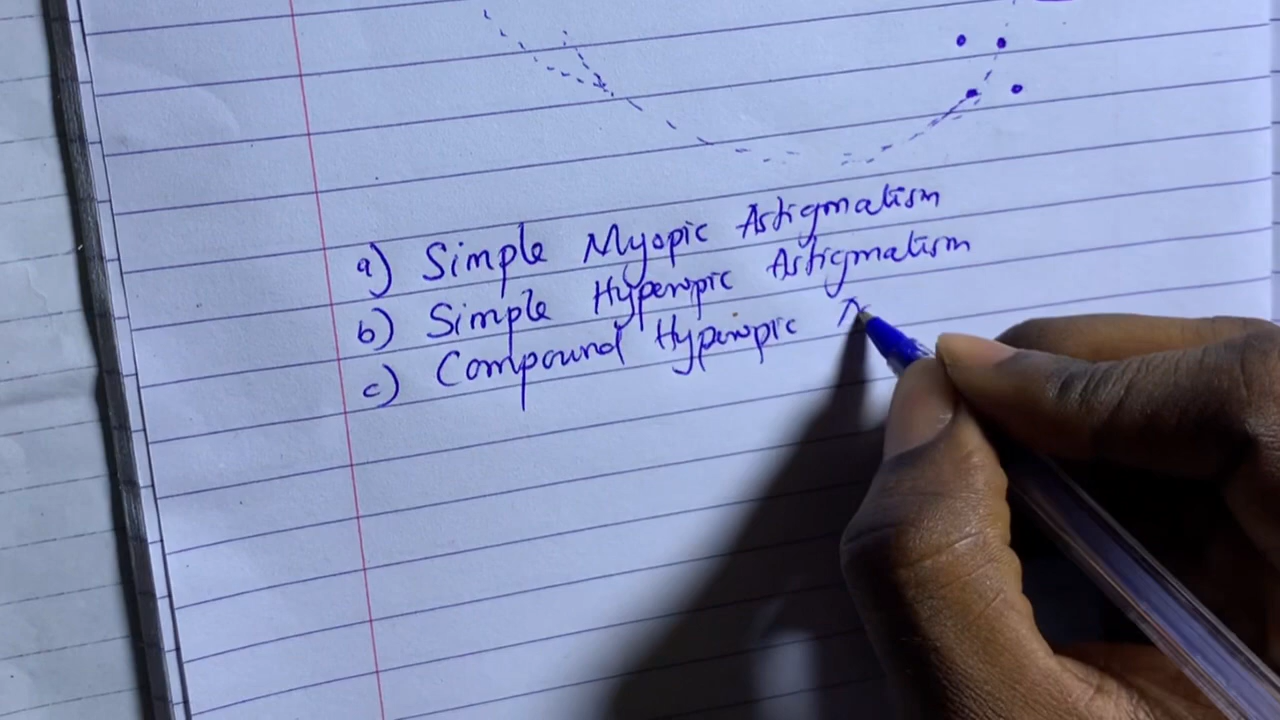 a) Simple Myopic Astigmatism
b) Simple Hyperopic Astigmatism
c) Compound Hyperopic A